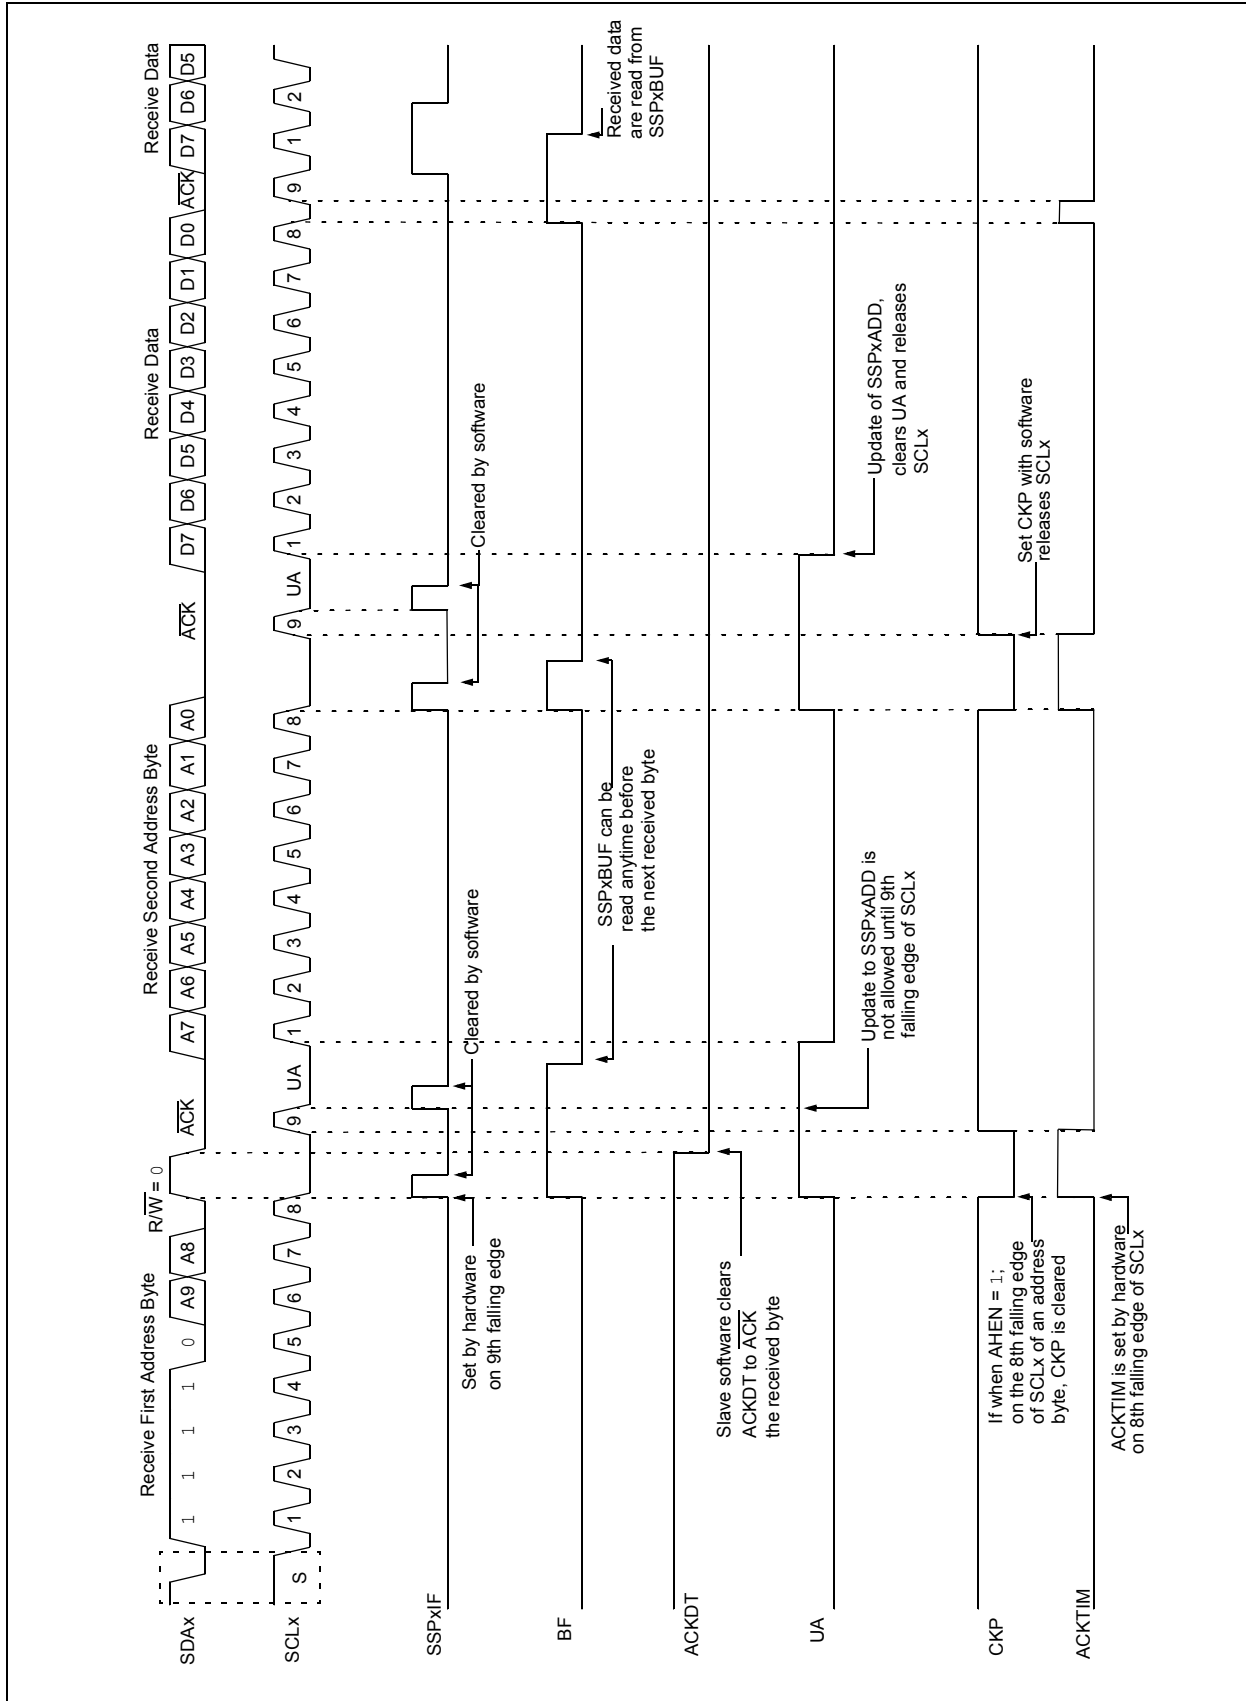 Receive First Address Byte
R/W = 0
Receive Second Address Byte
Receive Data
Receive Data
SDAx
1 1 1 1 0 A9 A8 ACK A7 A6 A5 A4 A3 A2 A1 A0 ACK D7 D6 D5 D4 D3 D2 D1 D0 ACK D7 D6 D5
SCLx
S 1 2 3 4 5 6 7 8 9 UA 1 2 3 4 5 6 7 8 9 UA 1 2 3 4 5 6 7 8 9 1 2
SSPxIF
Set by hardware
on 9th falling edge
Cleared by software
Cleared by software
BF
SSPxBUF can be
read anytime before
the next received byte
Received data
are read from
SSPxBUF
ACKDT
Slave software clears
ACKDT to ACK
the received byte
UA
Update to SSPxADD is
not allowed until 9th
falling edge of SCLx
Update of SSPxADD,
clears UA and releases
SCLx
CKP
If when AHEN = 1;
on the 8th falling edge
of SCLx of an address
byte, CKP is cleared
Set CKP with software
releases SCLx
ACKTIM
ACKTIM is set by hardware
on 8th falling edge of SCLx